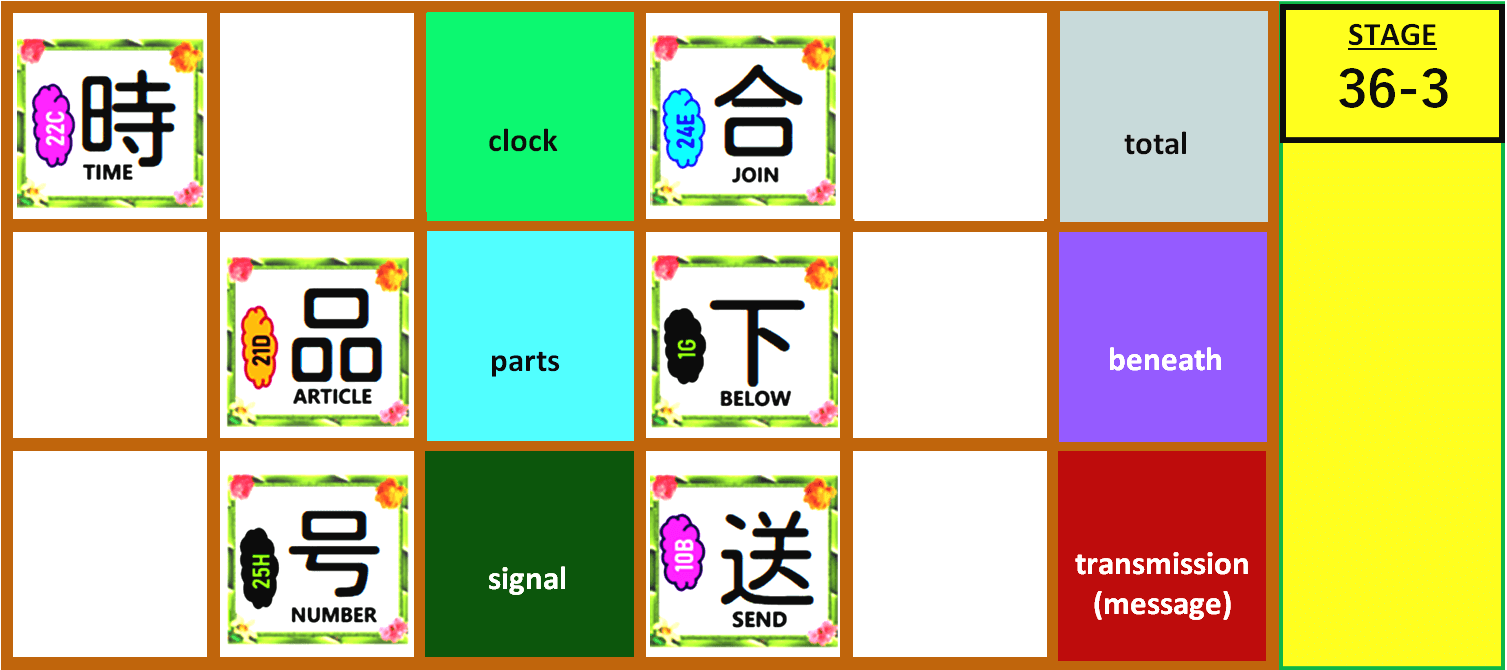 22C
時
TIME
clock
24E
合
JOIN
total
STAGE
36-3
21D
品
ARTICLE
parts
1G
下
BELOW
beneath
25H
号
NUMBER
signal
10B
送
SEND
transmission
(message)